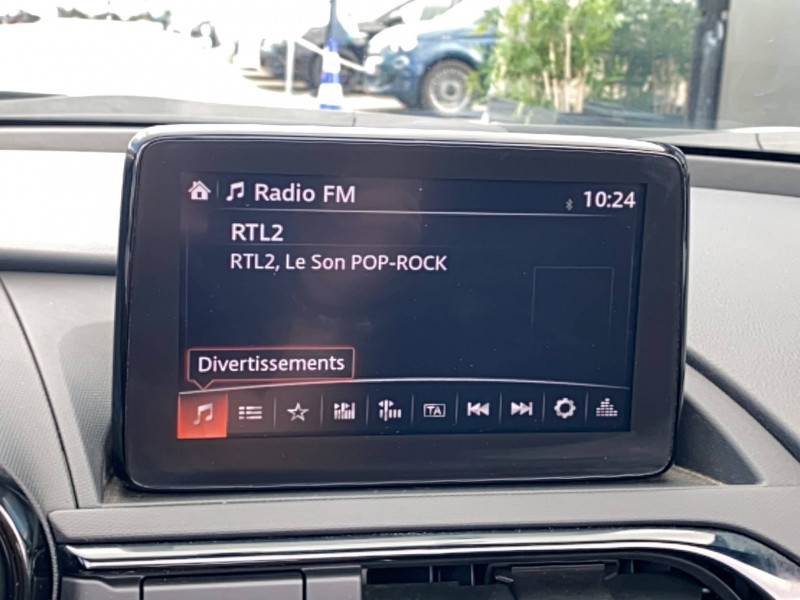 Radio FM
10:24
RTL2
RTL2, Le Son POP-ROCK
Divertissements
TA